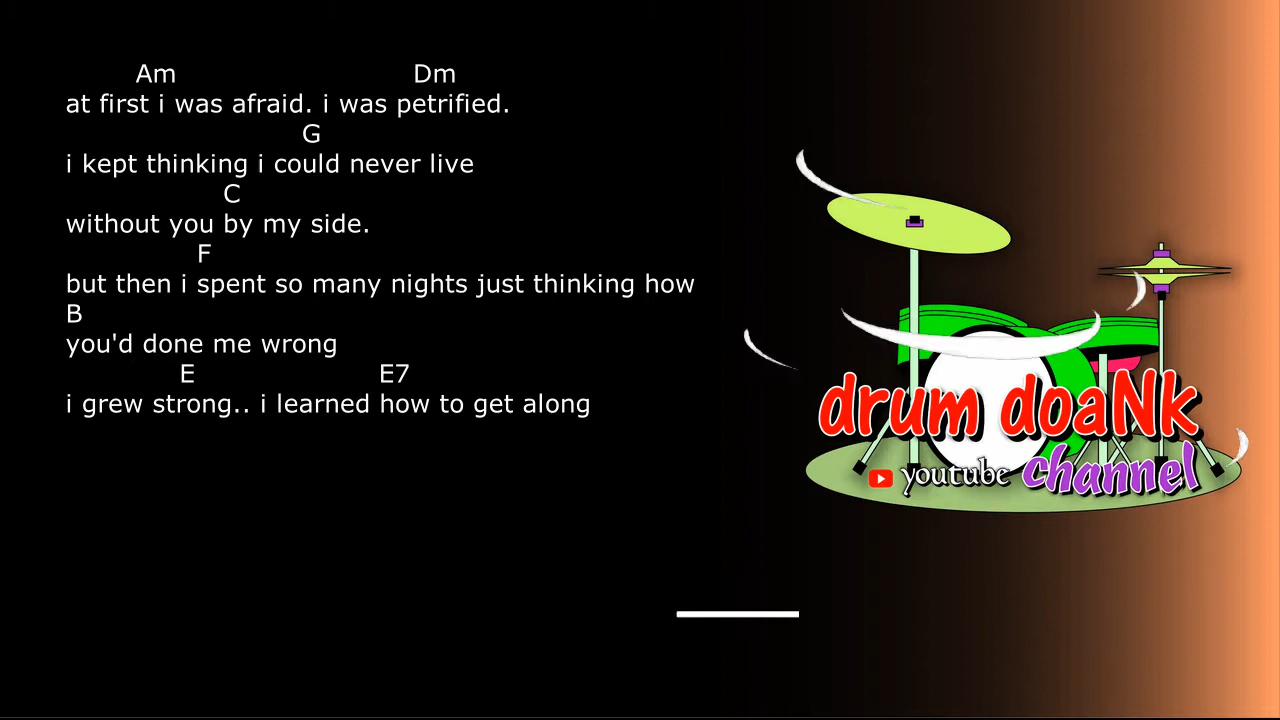 Am Dm
at first i was afraid. i was petrified.
G
i kept thinking i could never live
C
without you by my side.
F
but then i spent so many nights just thinking how
B
you'd done me wrong
E E7
i grew strong.. i learned how to get along
drum doaNk
youtube channel